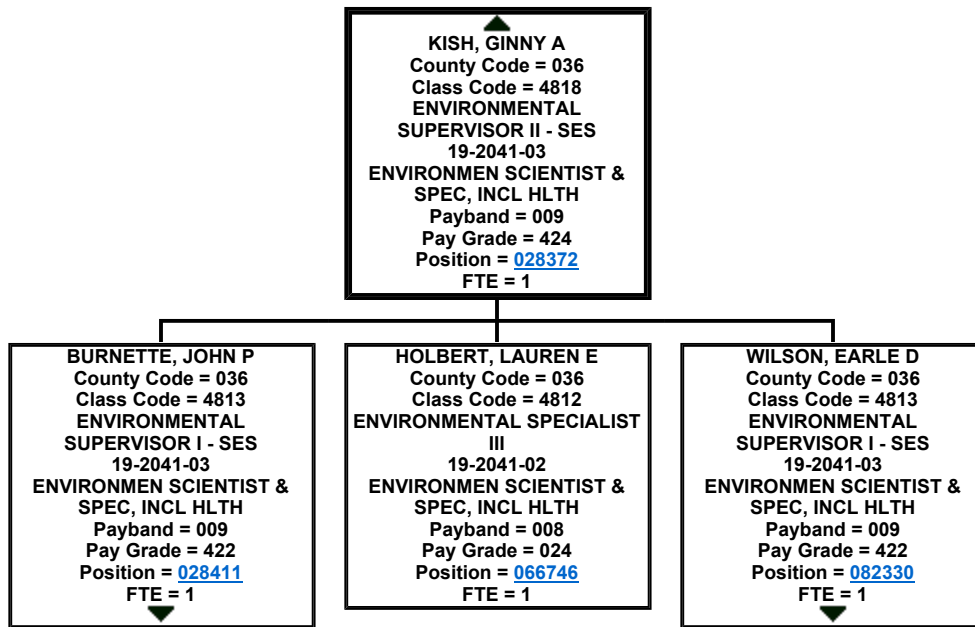 KISH, GINNY A
County Code = 036
Class Code = 4818
ENVIRONMENTAL
SUPERVISOR II - SES
19-2041-03
ENVIRONMEN SCIENTIST &
SPEC, INCL HLTH
Payband = 009
Pay Grade = 424
Position = 028372
FTE = 1
BURNETTE, JOHN P
County Code = 036
Class Code = 4813
ENVIRONMENTAL
SUPERVISOR I - SES
19-2041-03
ENVIRONMEN SCIENTIST &
SPEC, INCL HLTH
Payband = 009
Pay Grade = 422
Position = 028411
FTE = 1
HOLBERT, LAUREN E
County Code = 036
Class Code = 4812
ENVIRONMENTAL SPECIALIST
III
19-2041-02
ENVIRONMEN SCIENTIST &
SPEC, INCL HLTH
Payband = 008
Pay Grade = 024
Position = 066746
FTE = 1
WILSON, EARLE D
County Code = 036
Class Code = 4813
ENVIRONMENTAL
SUPERVISOR I - SES
19-2041-03
ENVIRONMEN SCIENTIST &
SPEC, INCL HLTH
Payband = 009
Pay Grade = 422
Position = 082330
FTE = 1